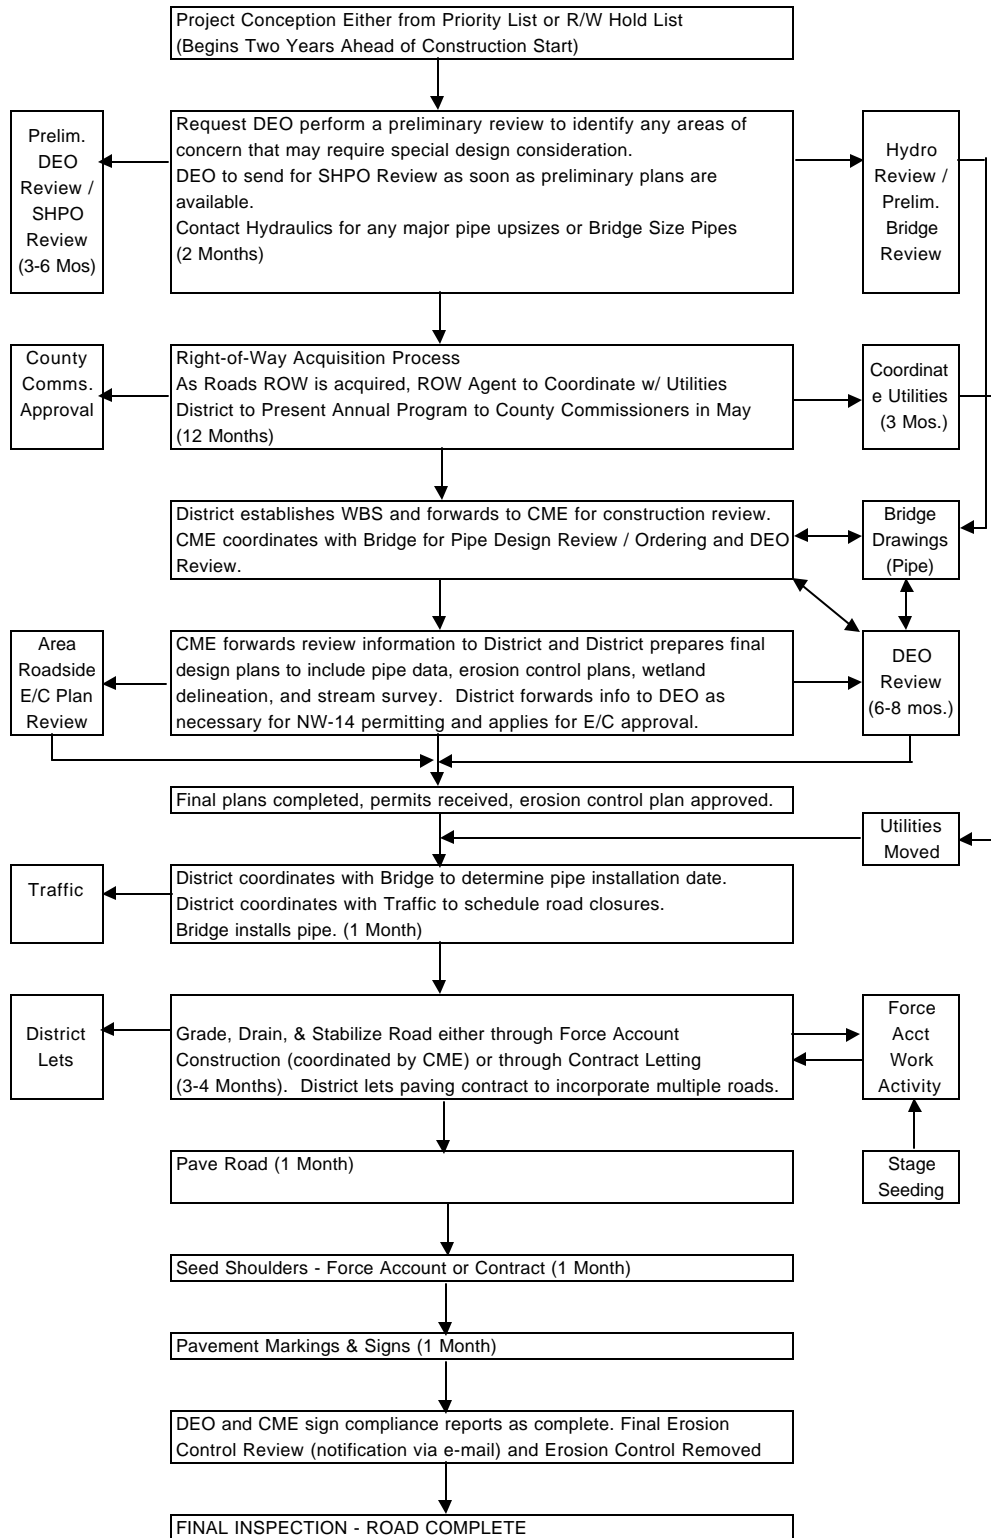 Project Conception Either from Priority List or R/W Hold List
(Begins Two Years Ahead of Construction Start)
Prelim.
DEO
Review /
SHPO
Review
(3-6 Mos)
Request DEO perform a preliminary review to identify any areas of
concern that may require special design consideration.
DEO to send for SHPO Review as soon as preliminary plans are
available.
Contact Hydraulics for any major pipe upsizes or Bridge Size Pipes
(2 Months)
Hydro
Review /
Prelim.
Bridge
Review
County
Comms.
Approval
Right-of-Way Acquisition Process
As Roads ROW is acquired, ROW Agent to Coordinate w/ Utilities
District to Present Annual Program to County Commissioners in May
(12 Months)
Coordinat
e Utilities
(3 Mos.)
District establishes WBS and forwards to CME for construction review.
CME coordinates with Bridge for Pipe Design Review / Ordering and DEO
Review.
Bridge
Drawings
(Pipe)
Area
Roadside
E/C Plan
Review
CME forwards review information to District and District prepares final
design plans to include pipe data, erosion control plans, wetland
delineation, and stream survey.  District forwards info to DEO as
necessary for NW-14 permitting and applies for E/C approval.
DEO
Review
(6-8 mos.)
Final plans completed, permits received, erosion control plan approved.
Utilities
Moved
Traffic
District coordinates with Bridge to determine pipe installation date.
District coordinates with Traffic to schedule road closures.
Bridge installs pipe. (1 Month)
District
Lets
Grade, Drain, & Stabilize Road either through Force Account
Construction (coordinated by CME) or through Contract Letting
(3-4 Months).  District lets paving contract to incorporate multiple roads.
Force
Acct
Work
Activity
Pave Road (1 Month)
Stage
Seeding
Seed Shoulders - Force Account or Contract (1 Month)
Pavement Markings & Signs (1 Month)
DEO and CME sign compliance reports as complete. Final Erosion
Control Review (notification via e-mail) and Erosion Control Removed
FINAL INSPECTION - ROAD COMPLETE